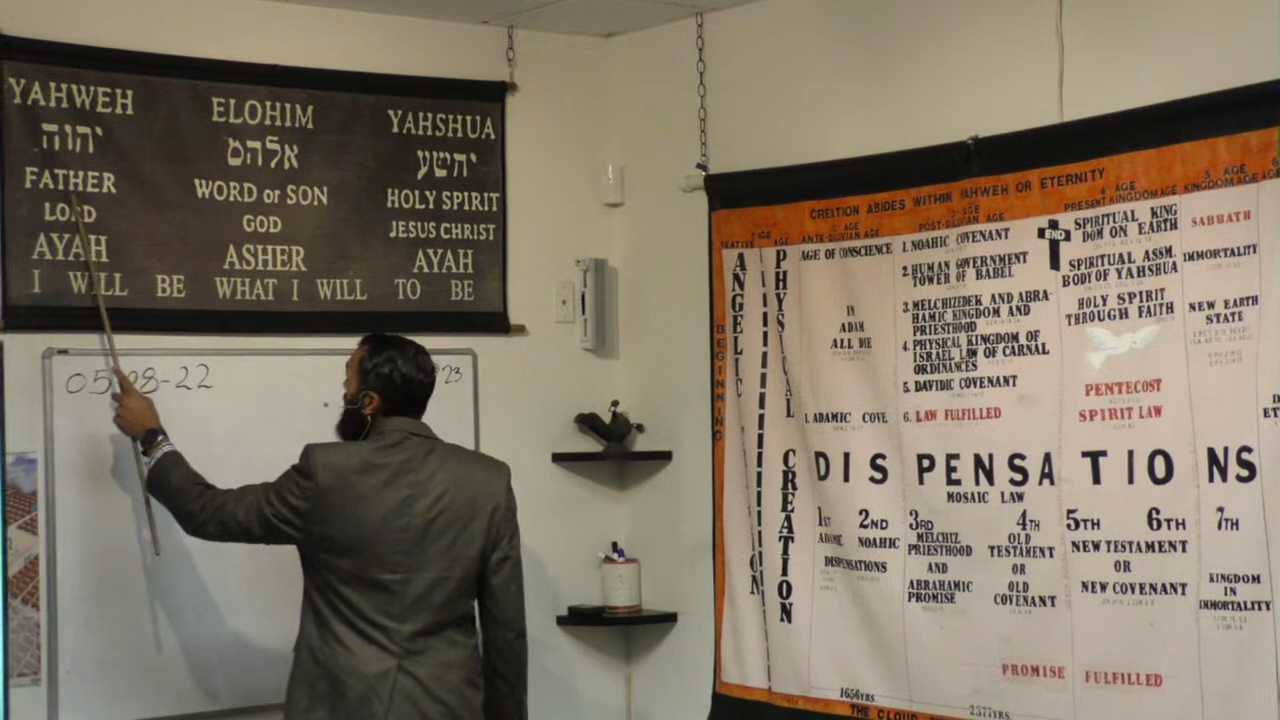 YAHWEH ELOHIM YAHSHUA
יהוה אלהם יהשע
FATHER WORD or SON HOLY SPIRIT
LORD GOD JESUS CHRIST
AYAH ASHER AYAH
I WILL BE WHAT I WILL TO BE
05-08-22
CREITION ABIDES WITHIN YAHWEH OR ETERNITY
ANTE-DILUVIAN AGE
POST-DILUVIAN AGE
4 AGE
PRESENT KINGDOM AGE
5 AGE
KINGDOM AGE
BEGINNING
ANGELIC
PHYSICAL CREATION
AGE OF CONSCIENCE
IN
ADAM
ALL DIE
1. ADAMIC COVE
1. NOAHIC COVENANT
2. HUMAN GOVERNMENT
TOWER OF BABEL
3. MELCHIZEDEK AND ABRA-
HAMIC KINGDOM AND
PRIESTHOOD
4. PHYSICAL KINGDOM OF
ISRAEL LAW OF CARNAL
ORDINANCES
5. DAVIDIC COVENANT
6. LAW FULFILLED
END
SPIRITUAL KING
DOM ON EARTH
SPIRITUAL ASSM.
BODY OF YAHSHUA
HOLY SPIRIT
THROUGH FAITH
PENTECOST
SPIRIT LAW
SABBATH
IMMORTALITY
NEW EARTH
STATE
DISPENSATIONS
MOSAIC LAW
1ST 2ND 3RD 4TH 5TH 6TH 7TH
ADAMIC NOAHIC
DISPENSATIONS
MELCHIZ
PRIESTHOOD
AND
ABRAHAMIC
PROMISE
OLD
TESTAMENT
OR
OLD
COVENANT
NEW TESTAMENT
OR
NEW COVENANT
KINGDOM
IN
IMMORTALITY
PROMISE FULFILLED
1656YRS
2377YRS
THE CLOUD